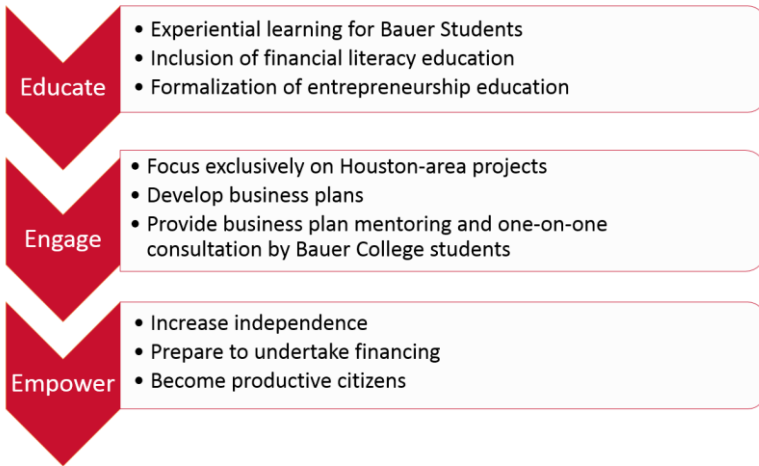 Educate
• Experiential learning for Bauer Students
• Inclusion of financial literacy education
• Formalization of entrepreneurship education
Engage
• Focus exclusively on Houston-area projects
• Develop business plans
• Provide business plan mentoring and one-on-one
consultation by Bauer College students
Empower
• Increase independence
• Prepare to undertake financing
• Become productive citizens